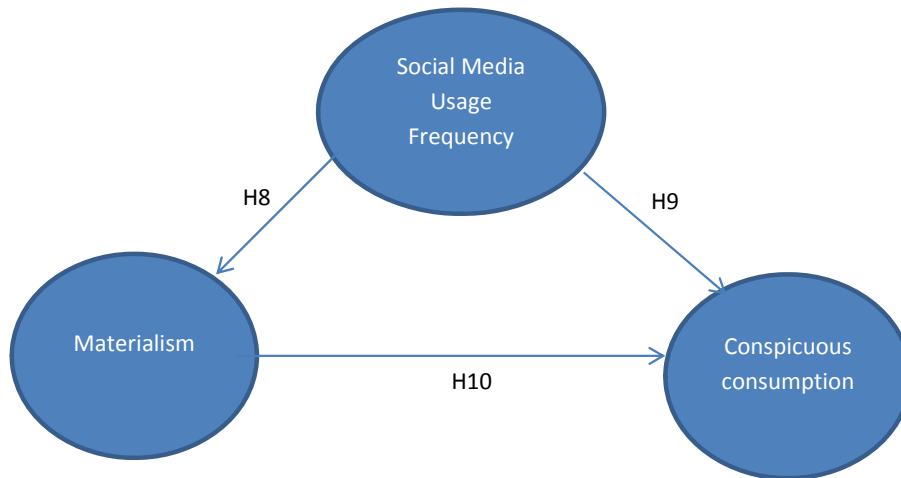 Social Media
Usage
Frequency
H8
H9
Materialism
Conspicuous
consumption
H10